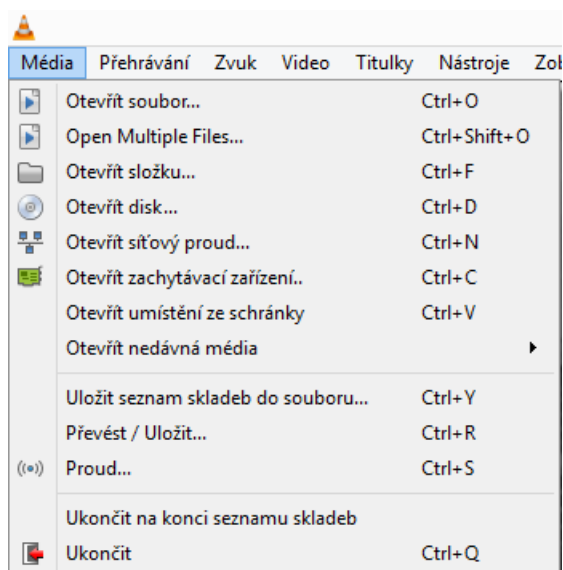 Média Přehrávání Zvuk Video Titulky Nástroje
Otevřít soubor... Ctrl+O
Open Multiple Files... Ctrl+Shift+O
Otevřít složku... Ctrl+F
Otevřít disk... Ctrl+D
Otevřít síťový proud... Ctrl+N
Otevřít zachytávací zařízení.. Ctrl+C
Otevřít umístění ze schránky Ctrl+V
Otevřít nedávná média
Uložit seznam skladeb do souboru... Ctrl+Y
Převést / Uložit... Ctrl+R
Proud... Ctrl+S
Ukončit na konci seznamu skladeb
Ukončit Ctrl+Q